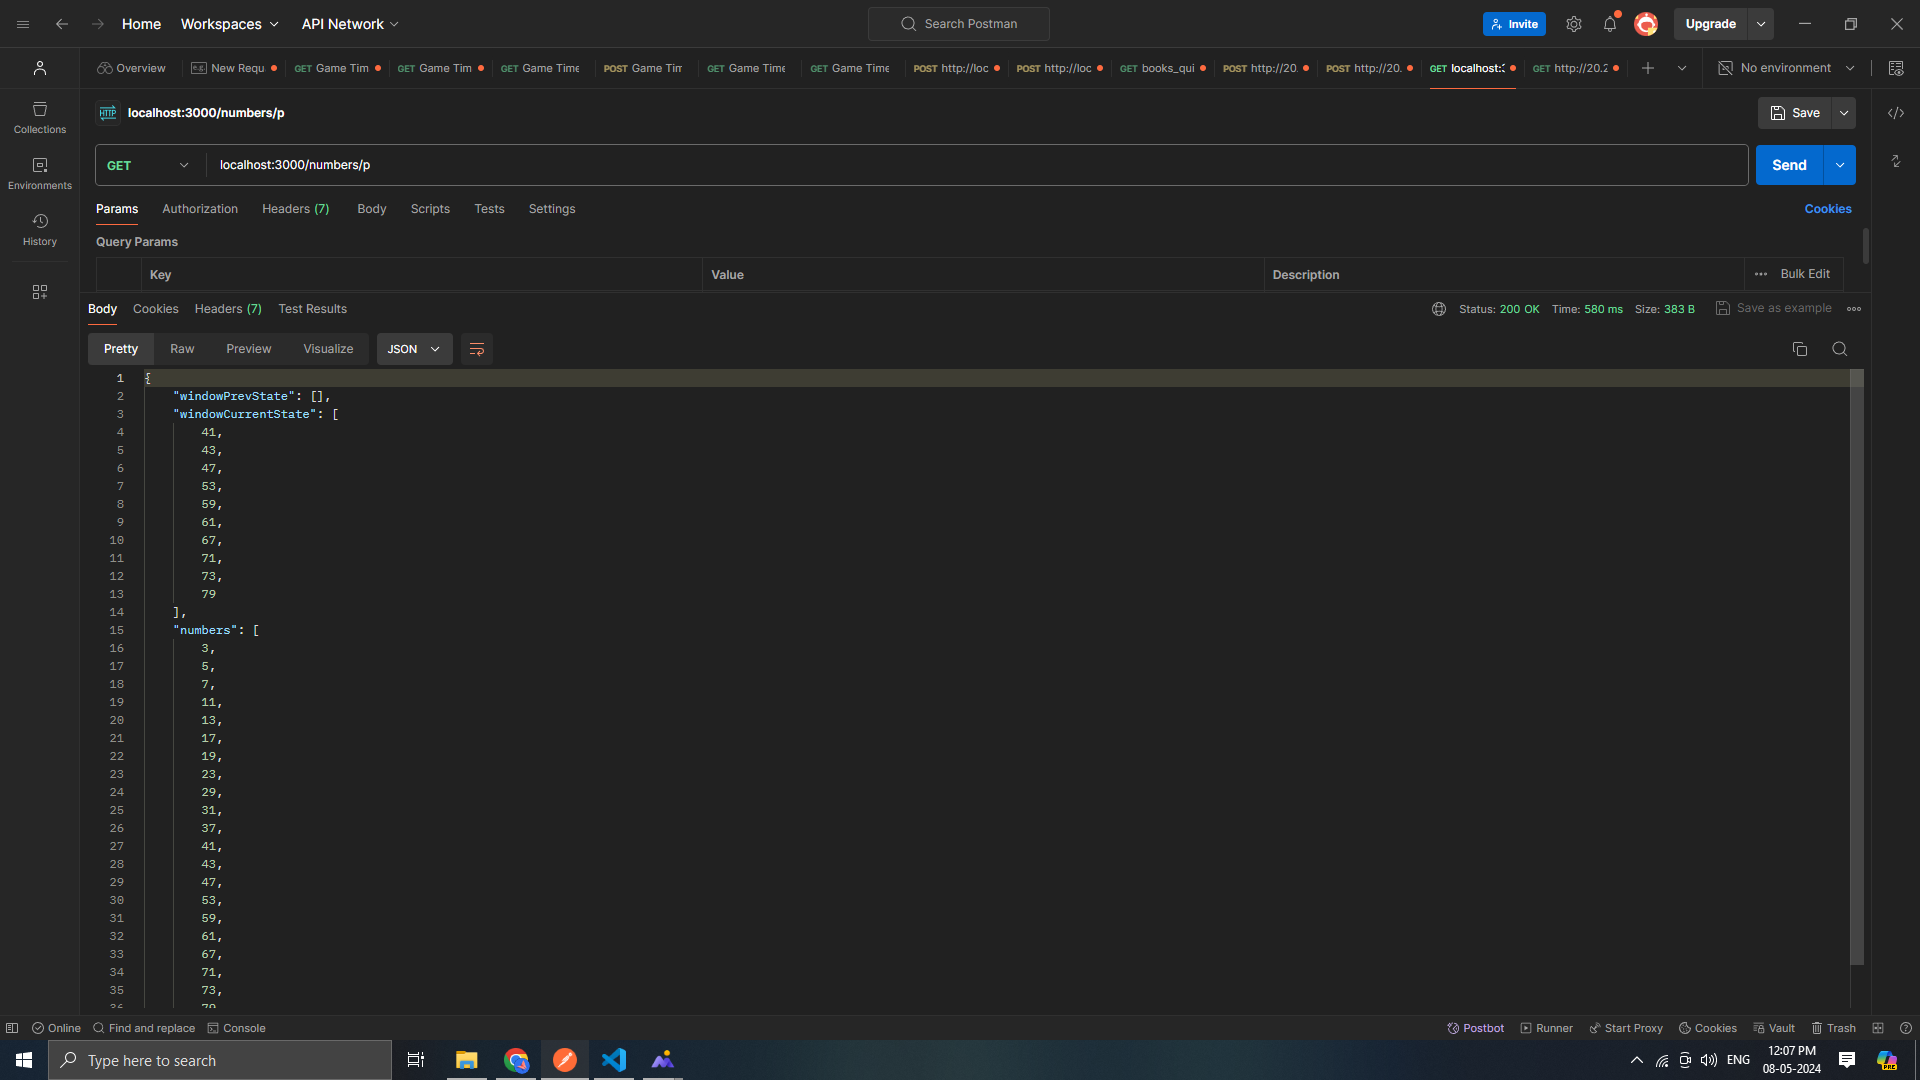 Home Workspaces API Network Search Postman Invite Upgrade
Overview e.g. New Requ GET Game Tim GET Game Tim GET Game Time POST Game Tim GET Game Time GET Game Time POST http://loc POST http://loc GET books_qui POST http://20. POST http://20. GET localhost:3 GET http://20.2 No environment
HTTP localhost:3000/numbers/p Save
GET localhost:3000/numbers/p Send
Params Authorization Headers (7) Body Scripts Tests Settings Cookies
Query Params
Key Value Description Bulk Edit
Body Cookies Headers (7) Test Results Status: 200 OK Time: 580 ms Size: 383 B Save as example
Pretty Raw Preview Visualize JSON
1 {
2 "windowPrevState": [],
3 "windowCurrentState": [
4 41,
5 43,
6 47,
7 53,
8 59,
9 61,
10 67,
11 71,
12 73,
13 79
14 ],
15 "numbers": [
16 3,
17 5,
18 7,
19 11,
20 13,
21 17,
22 19,
23 23,
24 29,
25 31,
26 37,
27 41,
28 43,
29 47,
30 53,
31 59,
32 61,
33 67,
34 71,
35 73,
36 79
Collections
Environments
History
Online Find and replace Console Postbot Runner Start Proxy Cookies Vault Trash
Type here to search ENG 12:07 PM
08-05-2024
PRE